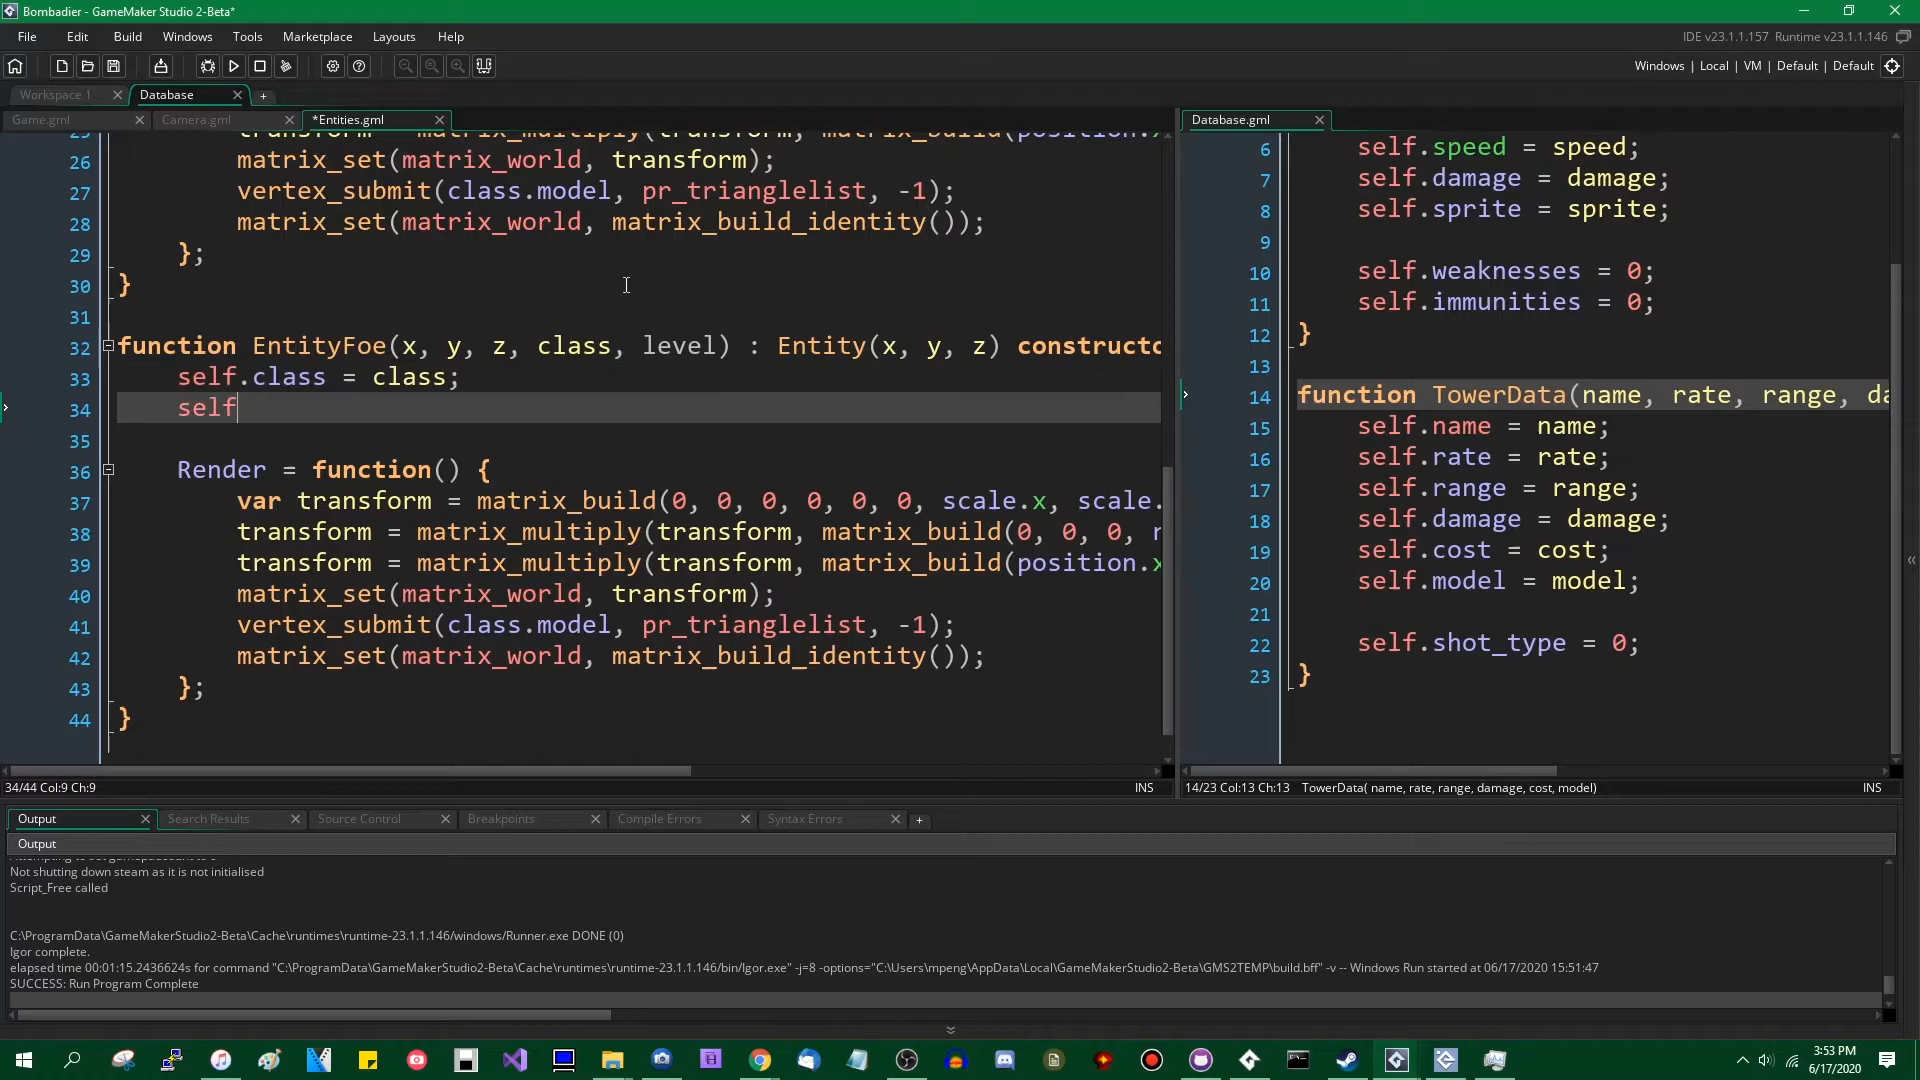 Bombadier - GameMaker Studio 2-Beta*
File Edit Build Windows Tools Marketplace Layouts Help
IDE v23.1.1.157 Runtime v23.1.1.146
Windows | Local | VM | Default | Default
Workspace 1
Database
Game.gml
Camera.gml
*Entities.gml
25 transform = matrix_multiply(transform, matrix_build(position.x
26 matrix_set(matrix_world, transform);
27 vertex_submit(class.model, pr_trianglelist, -1);
28 matrix_set(matrix_world, matrix_build_identity());
29 };
30 }
31
32 function EntityFoe(x, y, z, class, level) : Entity(x, y, z) constructo
33 self.class = class;
34 self
35
36 Render = function() {
37 var transform = matrix_build(0, 0, 0, 0, 0, 0, scale.x, scale.
38 transform = matrix_multiply(transform, matrix_build(0, 0, 0, r
39 transform = matrix_multiply(transform, matrix_build(position.x
40 matrix_set(matrix_world, transform);
41 vertex_submit(class.model, pr_trianglelist, -1);
42 matrix_set(matrix_world, matrix_build_identity());
43 };
44 }
34/44 Col:9 Ch:9
INS
Database.gml
6 self.speed = speed;
7 self.damage = damage;
8 self.sprite = sprite;
9
10 self.weaknesses = 0;
11 self.immunities = 0;
12 }
13
14 function TowerData(name, rate, range, da
15 self.name = name;
16 self.rate = rate;
17 self.range = range;
18 self.damage = damage;
19 self.cost = cost;
20 self.model = model;
21
22 self.shot_type = 0;
23 }
14/23 Col:13 Ch:13 TowerData( name, rate, range, damage, cost, model)
INS
Output
Search Results
Source Control
Breakpoints
Compile Errors
Syntax Errors
Output
Not shutting down steam as it is not initialised
Script_Free called
C:\ProgramData\GameMakerStudio2-Beta\Cache\runtimes\runtime-23.1.1.146/windows/Runner.exe DONE (0)
Igor complete.
elapsed time 00:01:15.2436624s for command "C:\ProgramData\GameMakerStudio2-Beta\Cache\runtimes\runtime-23.1.1.146/bin/Igor.exe" -j=8 -options="C:\Users\mpeng\AppData\Local\GameMakerStudio2-Beta\GMS2TEMP\build.bff" -v -- Windows Run started at 06/17/2020 15:51:47
SUCCESS: Run Program Complete
3:53 PM
6/17/2020